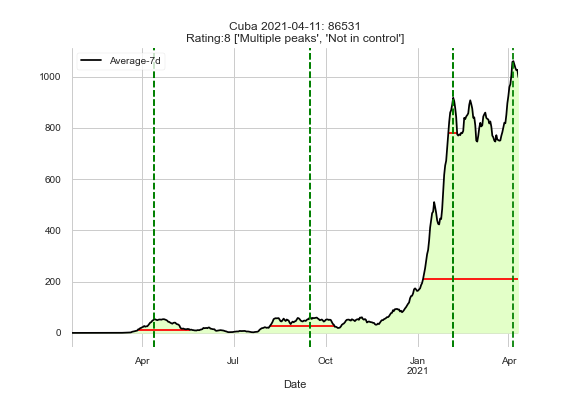 Cuba 2021-04-11: 86531
Rating:8 ['Multiple peaks', 'Not in control']
Average-7d
1000
800
600
400
200
0
Apr
Jul
Oct
Jan
2021
Apr
Date